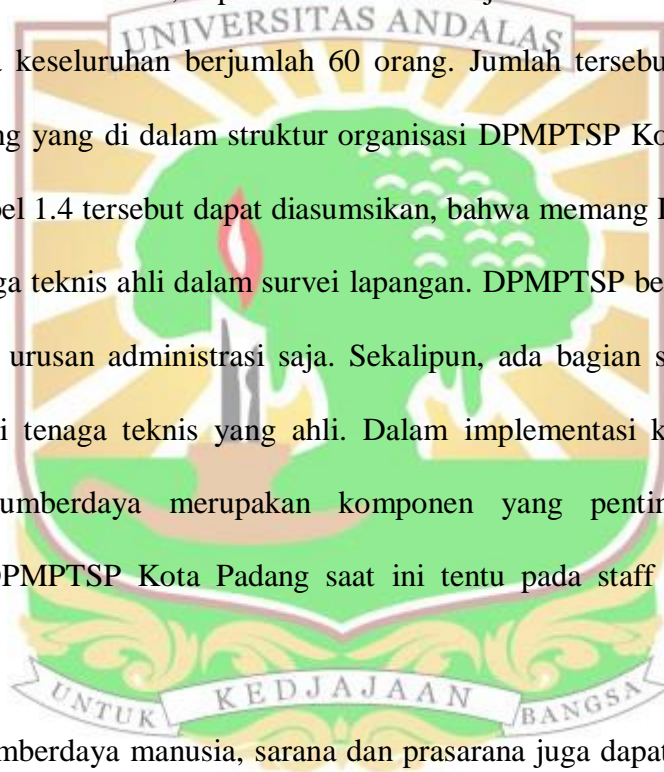 UNIVERSITAS ANDALAS
keseluruhan berjumlah 60 orang. Jumlah tersebu
ng yang di dalam struktur organisasi DPMPTSP Ko
bel 1.4 tersebut dapat diasumsikan, bahwa memang
ga teknis ahli dalam survei lapangan. DPMPTSP be
urusan administrasi saja. Sekalipun, ada bagian s
i tenaga teknis yang ahli. Dalam implementasi k
umberdaya merupakan komponen yang pentin
DPMPTSP Kota Padang saat ini tentu pada staff
UNTUK KEDJAJAAN BANGSA
mberdaya manusia, sarana dan prasarana juga dapat